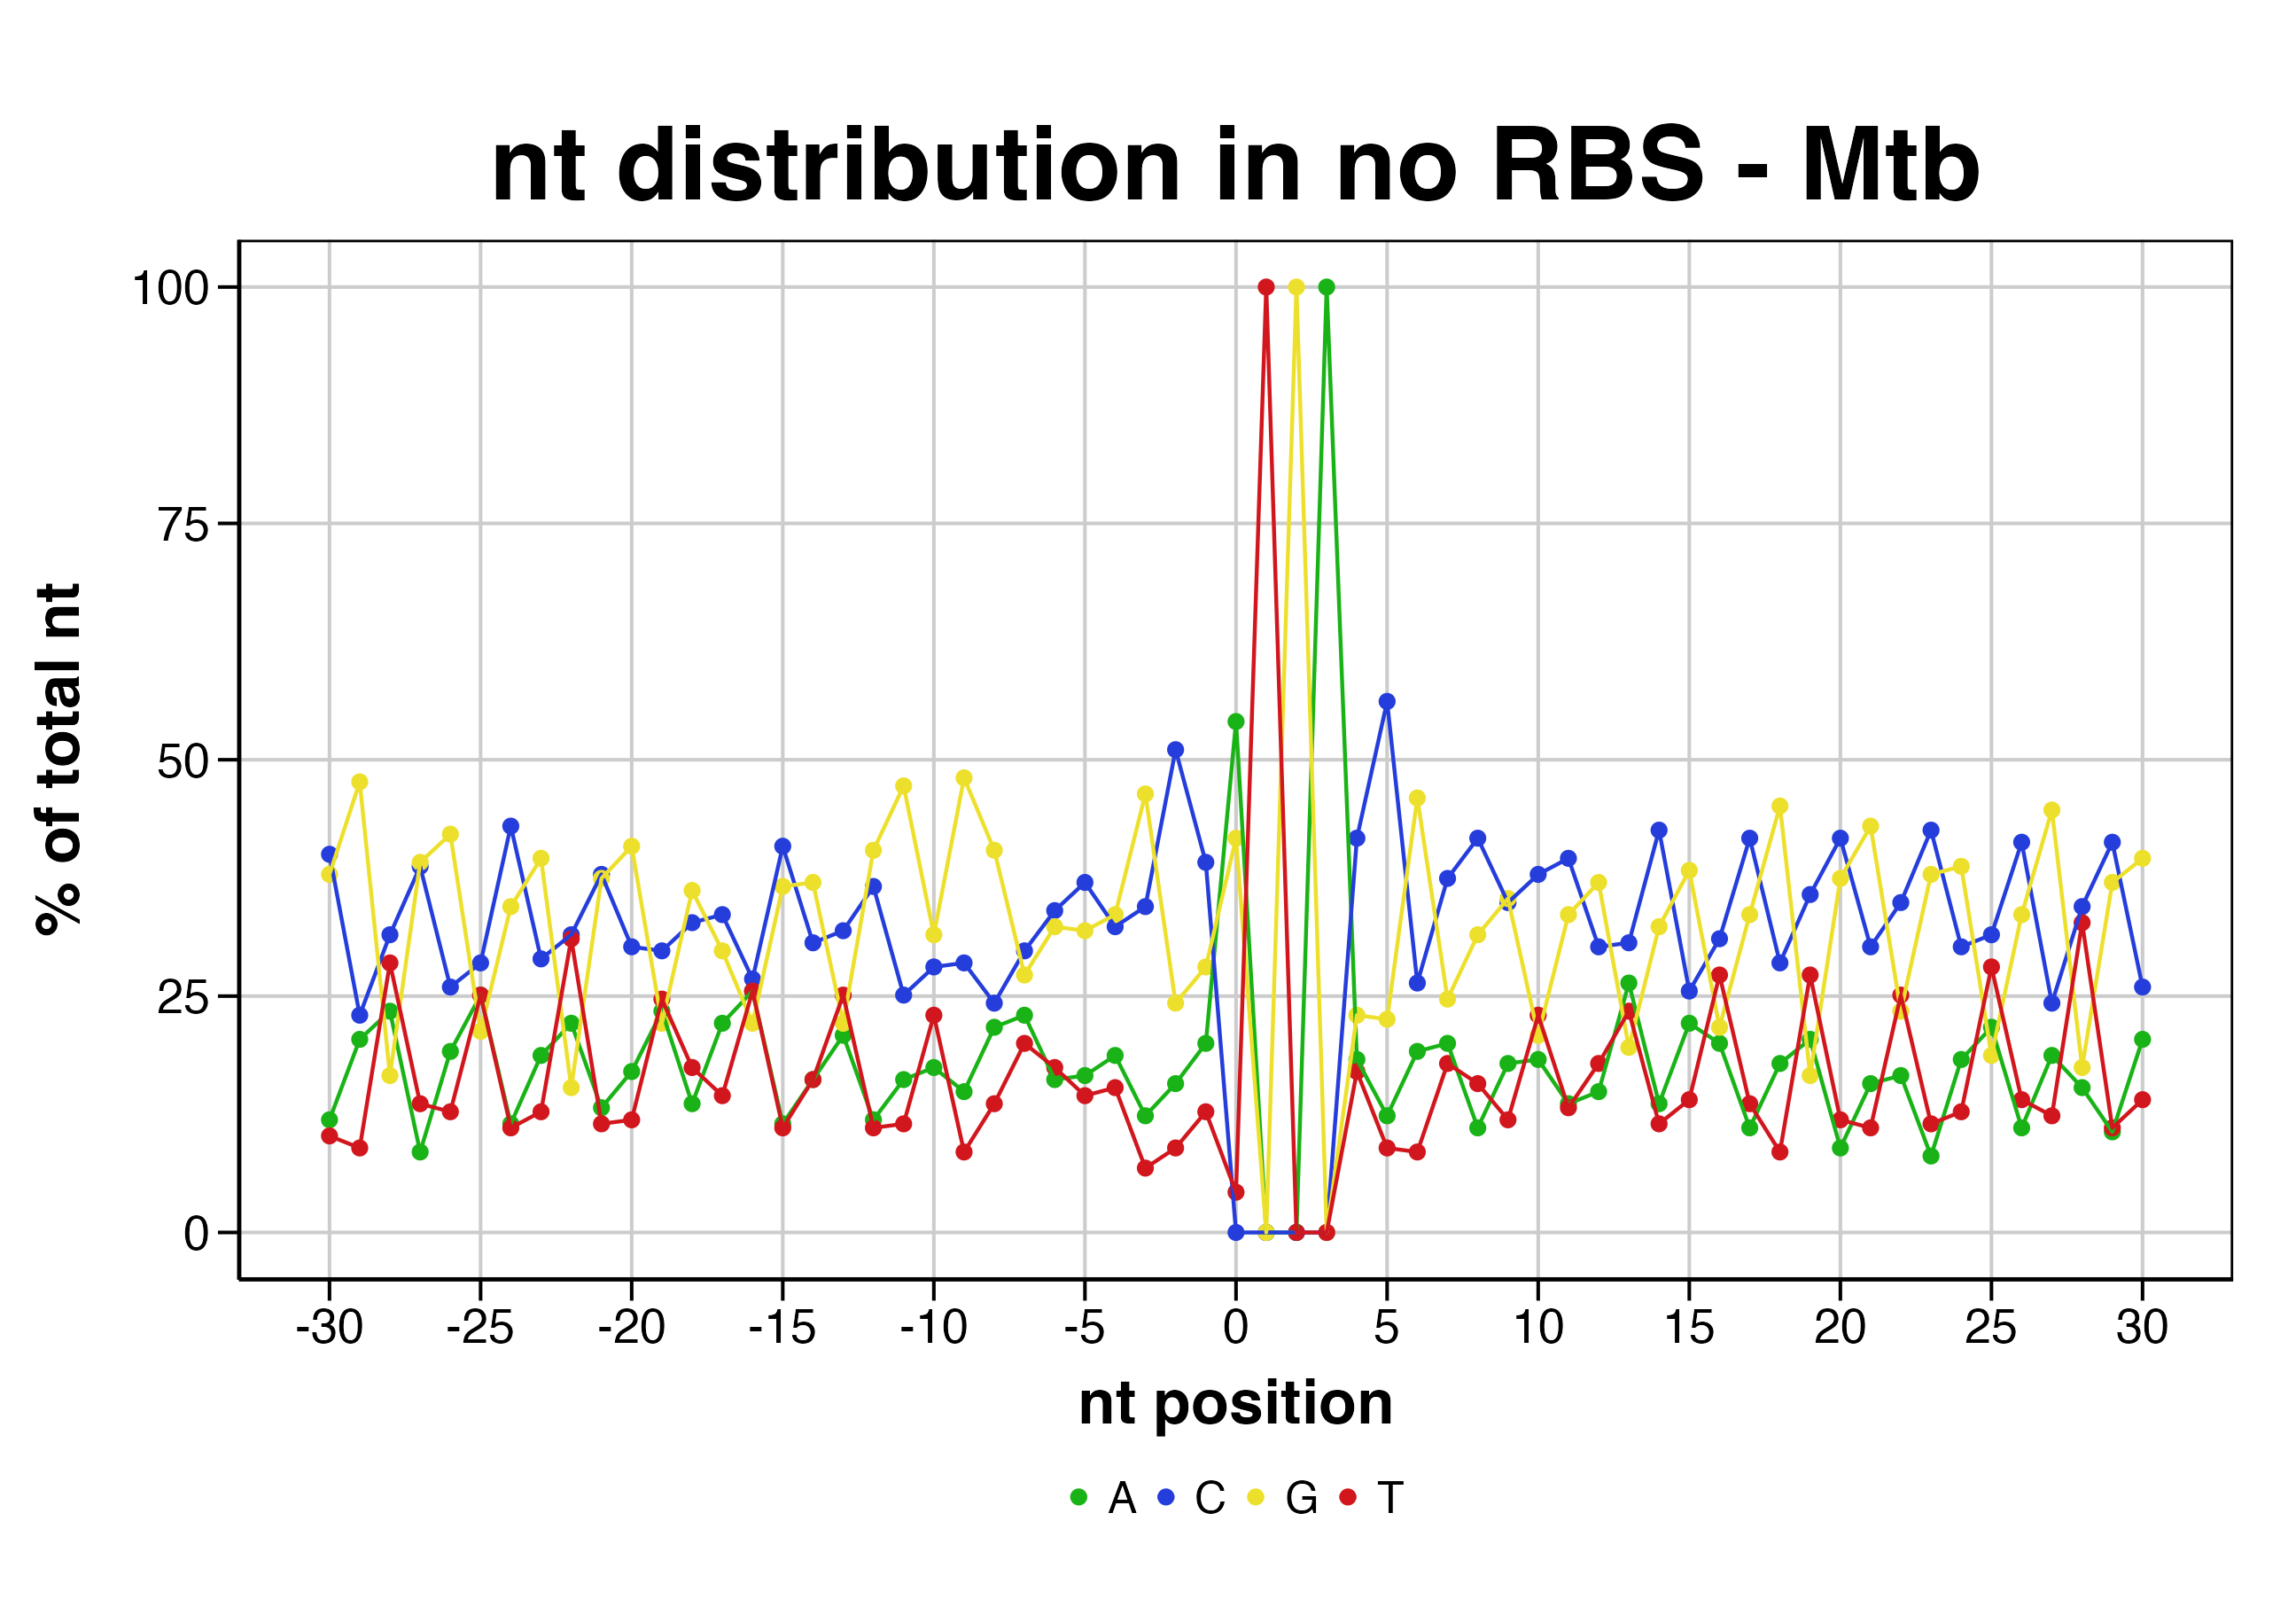 nt distribution in no RBS - Mtb
% of total nt
100
75
50
25
0
-30 -25 -20 -15 -10 -5 0 5 10 15 20 25 30
nt position
A C G T